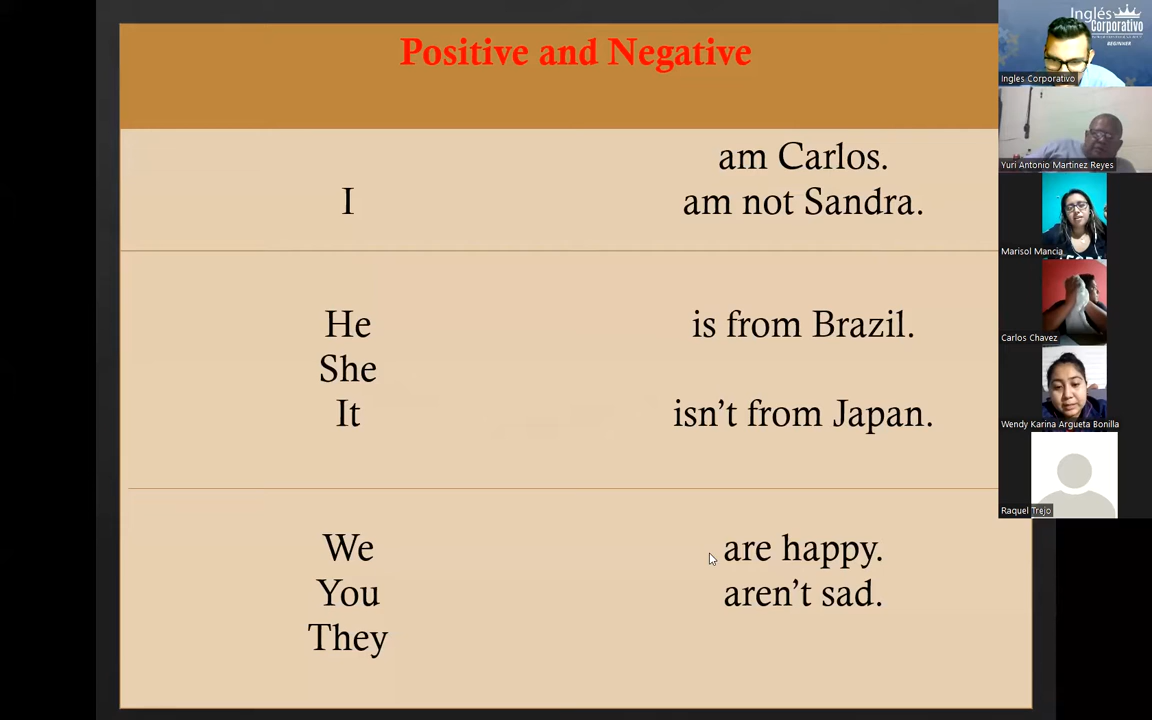 Positive and Negative
am Carlos.
I am not Sandra.
He is from Brazil.
She
It isn't from Japan.
We are happy.
You aren't sad.
They
Inglés
Corporativo
BEGINNER
Ingles Corporativo
Yuri Antonio Martinez Reyes
Marisol Mancia
Carlos Chavez
Wendy Karina Argueta Bonilla
Raquel Trejo